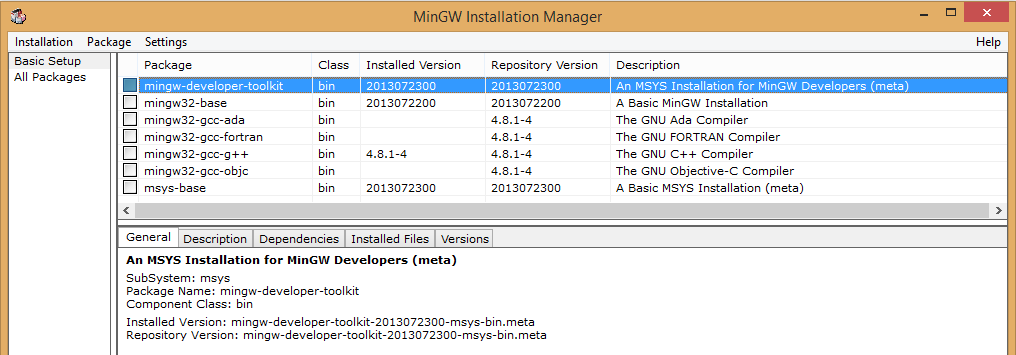 MinGW Installation Manager
Installation Package Settings Help
Basic Setup
All Packages
Package Class Installed Version Repository Version Description
mingw-developer-toolkit bin 2013072300 2013072300 An MSYS Installation for MinGW Developers (meta)
mingw32-base bin 2013072200 2013072200 A Basic MinGW Installation
mingw32-gcc-ada bin 4.8.1-4 The GNU Ada Compiler
mingw32-gcc-fortran bin 4.8.1-4 The GNU FORTRAN Compiler
mingw32-gcc-g++ bin 4.8.1-4 4.8.1-4 The GNU C++ Compiler
mingw32-gcc-objc bin 4.8.1-4 The GNU Objective-C Compiler
msys-base bin 2013072300 2013072300 A Basic MSYS Installation (meta)
General Description Dependencies Installed Files Versions
An MSYS Installation for MinGW Developers (meta)
SubSystem: msys
Package Name: mingw-developer-toolkit
Component Class: bin
Installed Version: mingw-developer-toolkit-2013072300-msys-bin.meta
Repository Version: mingw-developer-toolkit-2013072300-msys-bin.meta